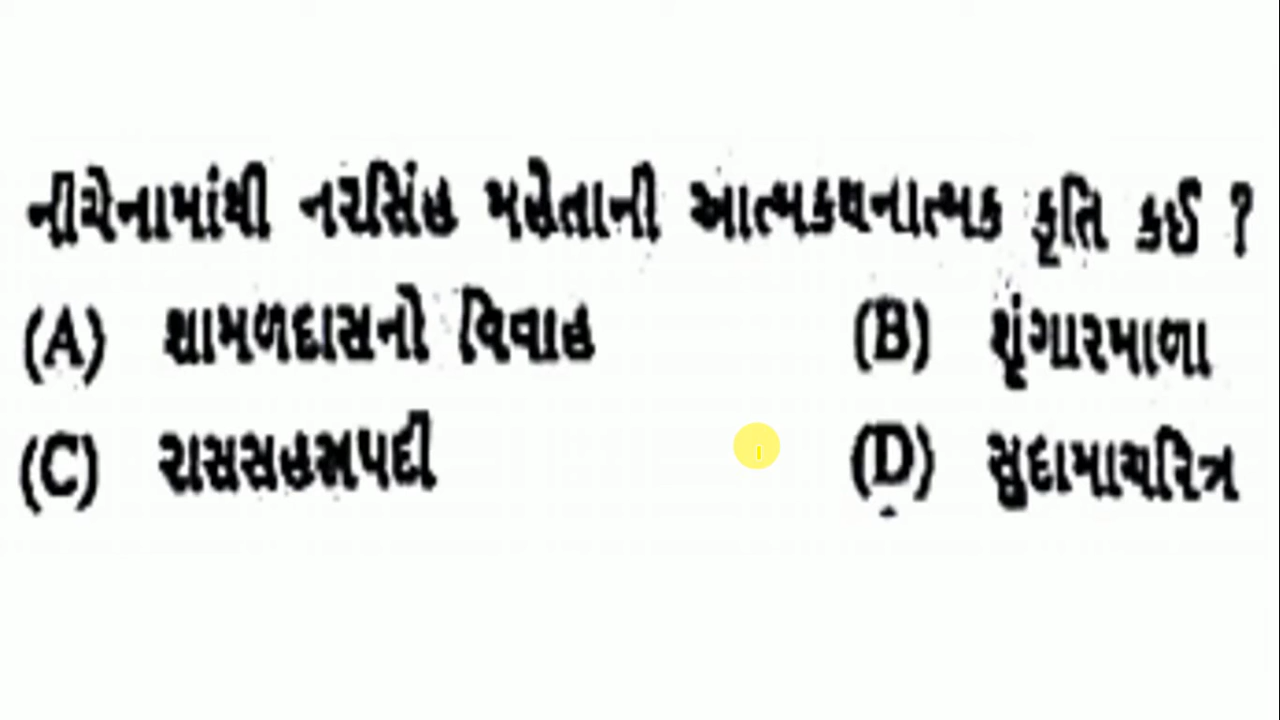 નીચેનામાંથી નરસિંહ મહેતાની આત્મકથનાત્મક કૃતિ કઈ ?
(A) શામળદાસનો વિવાહ (B) શૃંગારમાળા
(C) રાસસહસ્રપદી (D) સુદામાચરિત્ર